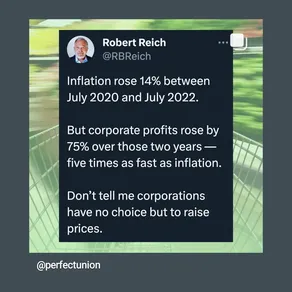 Robert Reich
@RBReich
Inflation rose 14% between
July 2020 and July 2022.
But corporate profits rose by
75% over those two years —
five times as fast as inflation.
Don't tell me corporations
have no choice but to raise
prices.
@perfectunion